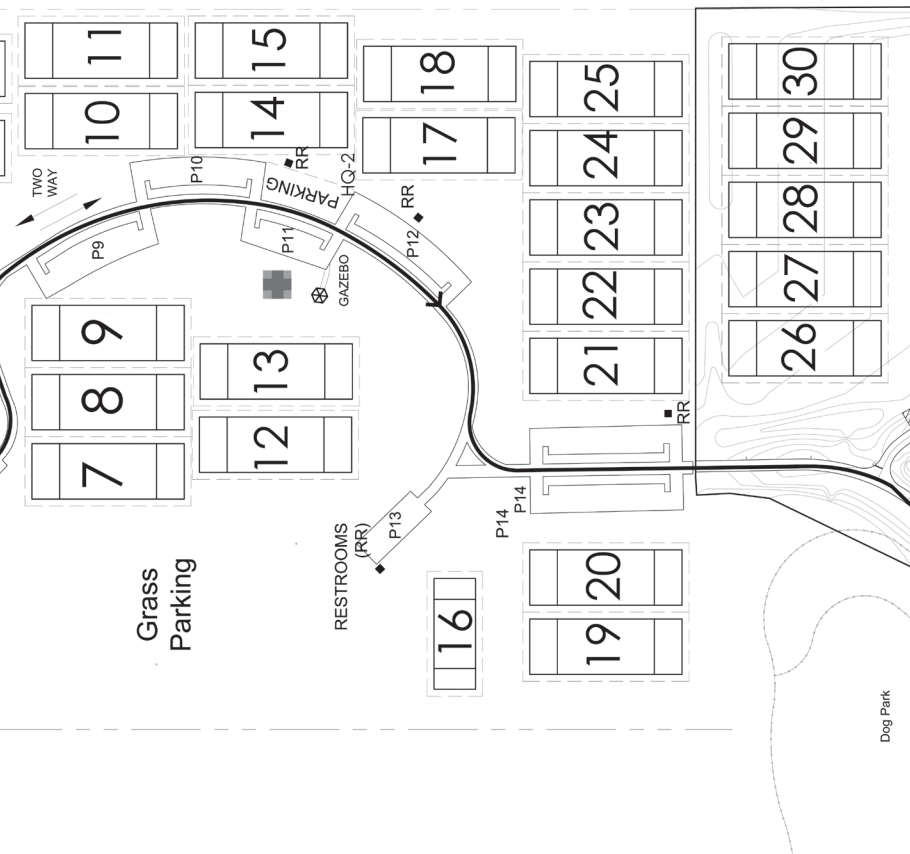 11
15
18
25
30
10
14
17
24
29
TWO
WAY
P10
RR
PARKING
HQ-2
RR
23
28
P9
P11
P12
GAZEBO
22
27
9
13
21
26
8
12
RR
7
P14
P14
P13
RESTROOMS
(RR)
Grass
Parking
16
20
19
Dog Park